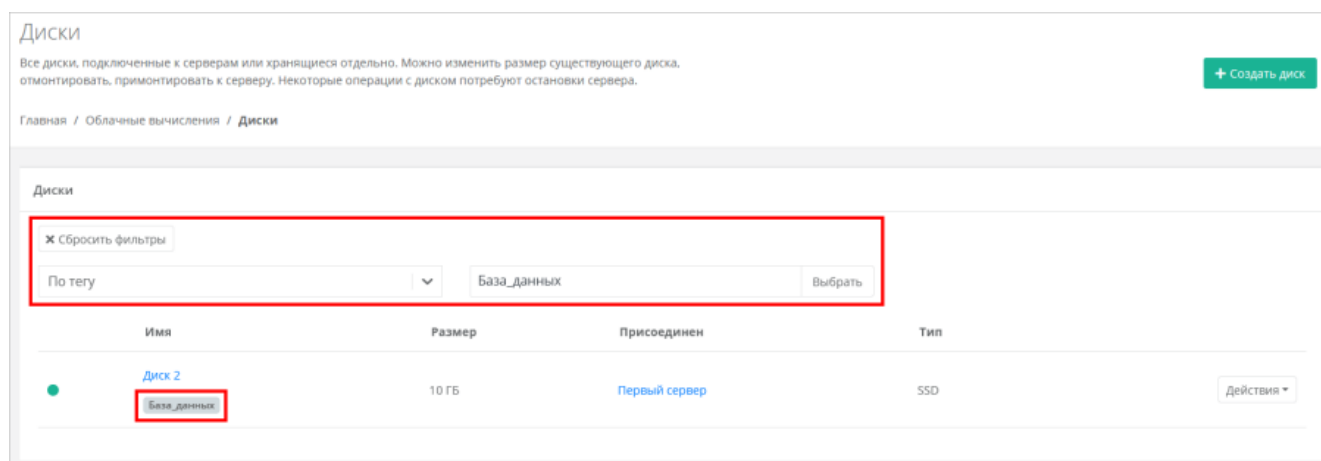 Диски
Все диски, подключенные к серверам или хранящиеся отдельно. Можно изменить размер существующего диска,
отмонтировать, примонтировать к серверу. Некоторые операции с диском потребуют остановки сервера.
+ Создать диск
Главная / Облачные вычисления / Диски
Диски
× Сбросить фильтры
По тегу База_данных Выбрать
Имя Размер Присоединен Тип
Диск 2
10 ГБ Первый сервер SSD Действия
База_данных